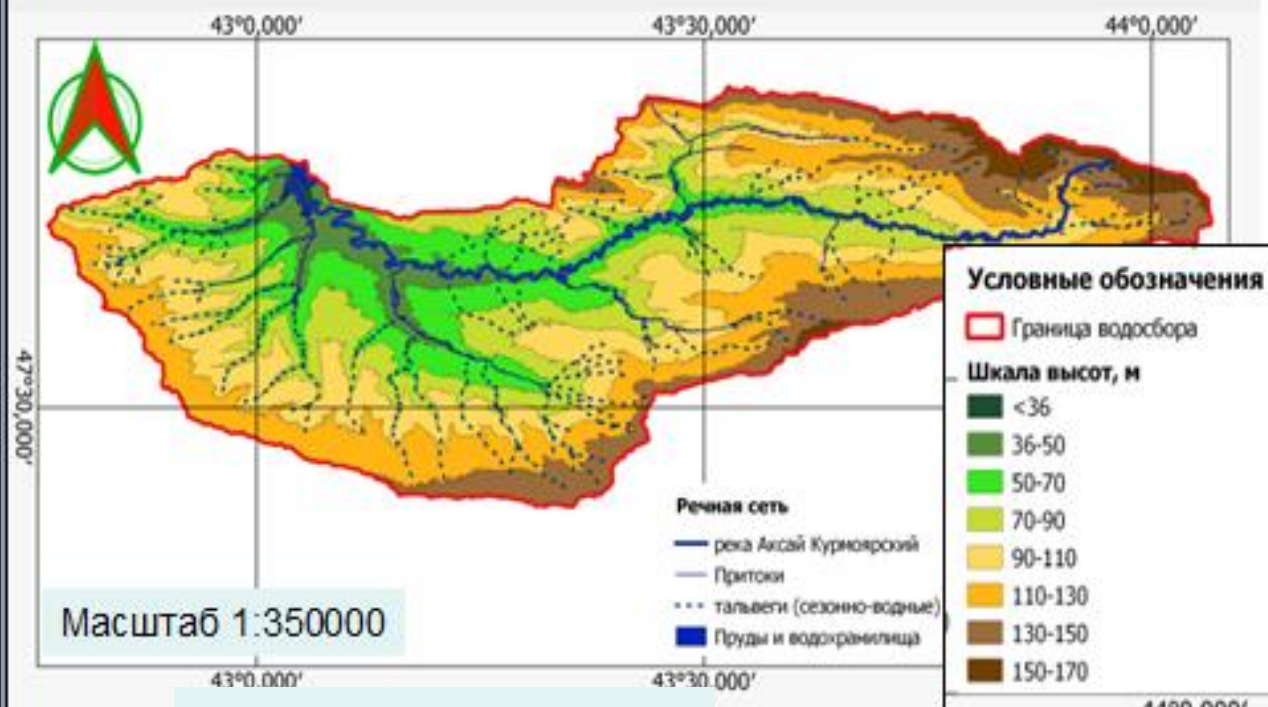 43°0,000′ 43°30,000′ 44°0,000′
47°30,000′
Условные обозначения
Граница водосбора
Шкала высот, м
<36
36-50
50-70
70-90
90-110
110-130
130-150
150-170
Речная сеть
река Аксай Курмоярский
Притоки
тальвеги (сезонно-водные)
Пруды и водохранилища
Масштаб 1:350000
43°0,000′ 43°30,000′